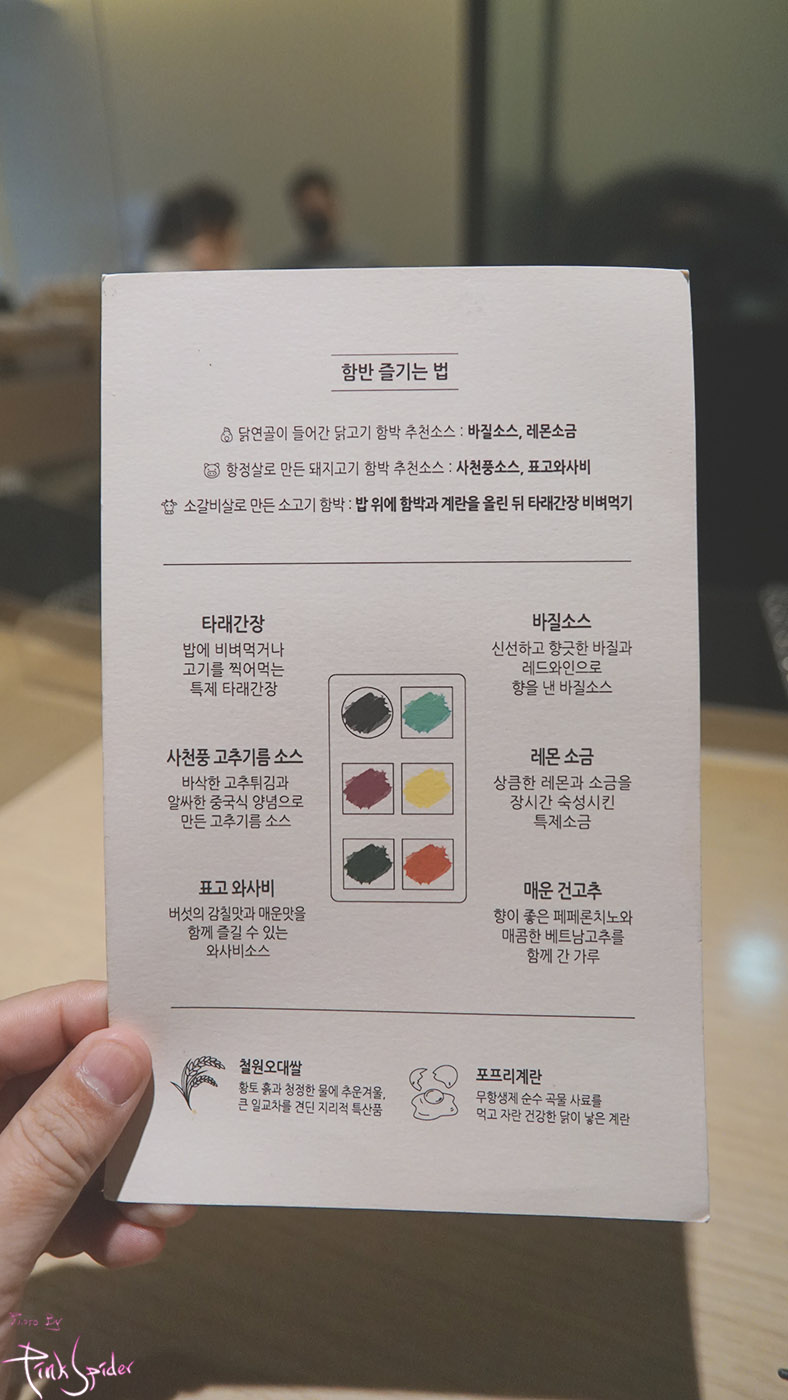 함반 즐기는 법
닭연골이 들어간 닭고기 함박 추천소스 : 바질소스, 레몬소금
항정살로 만든 돼지고기 함박 추천소스 : 사천풍소스, 표고와사비
소갈비살로 만든 소고기 함박 : 밥 위에 함박과 계란을 올린 뒤 타래간장 비벼먹기
타래간장
밥에 비벼먹거나
고기를 찍어먹는
특제 타래간장
바질소스
신선하고 향긋한 바질과
레드와인으로
향을 낸 바질소스
사천풍 고추기름 소스
바삭한 고추튀김과
알싸한 중국식 양념으로
만든 고추기름 소스
레몬 소금
상큼한 레몬과 소금을
장시간 숙성시킨
특제소금
표고 와사비
버섯의 감칠맛과 매운맛을
함께 즐길 수 있는
와사비소스
매운 건고추
향이 좋은 페페론치노와
매콤한 베트남고추를
함께 간 가루
철원오대쌀
황토 흙과 청정한 물에 추운겨울,
큰 일교차를 견딘 지리적 특산품
포프리계란
무항생제 순수 곡물 사료를
먹고 자란 건강한 닭이 낳은 계란
Photo By
PinkSpider